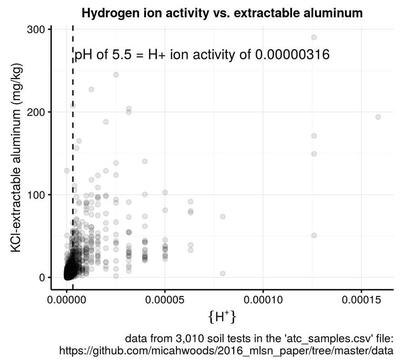 Hydrogen ion activity vs. extractable aluminum
pH of 5.5 = H+ ion activity of 0.00000316
KCl-extractable aluminum (mg/kg)
300
200
100
0
0.00000
0.00005
0.00010
0.00015
{H⁺}
data from 3,010 soil tests in the 'atc_samples.csv' file:
https://github.com/micahwoods/2016_mlsn_paper/tree/master/data